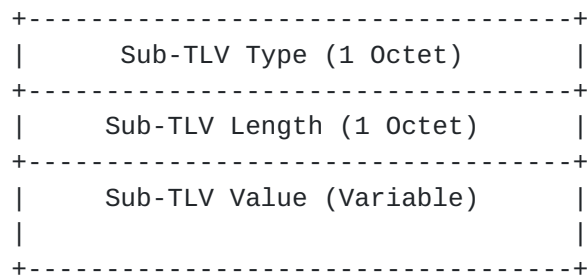 Sub-TLV Type (1 Octet)
Sub-TLV Length (1 Octet)
Sub-TLV Value (Variable)